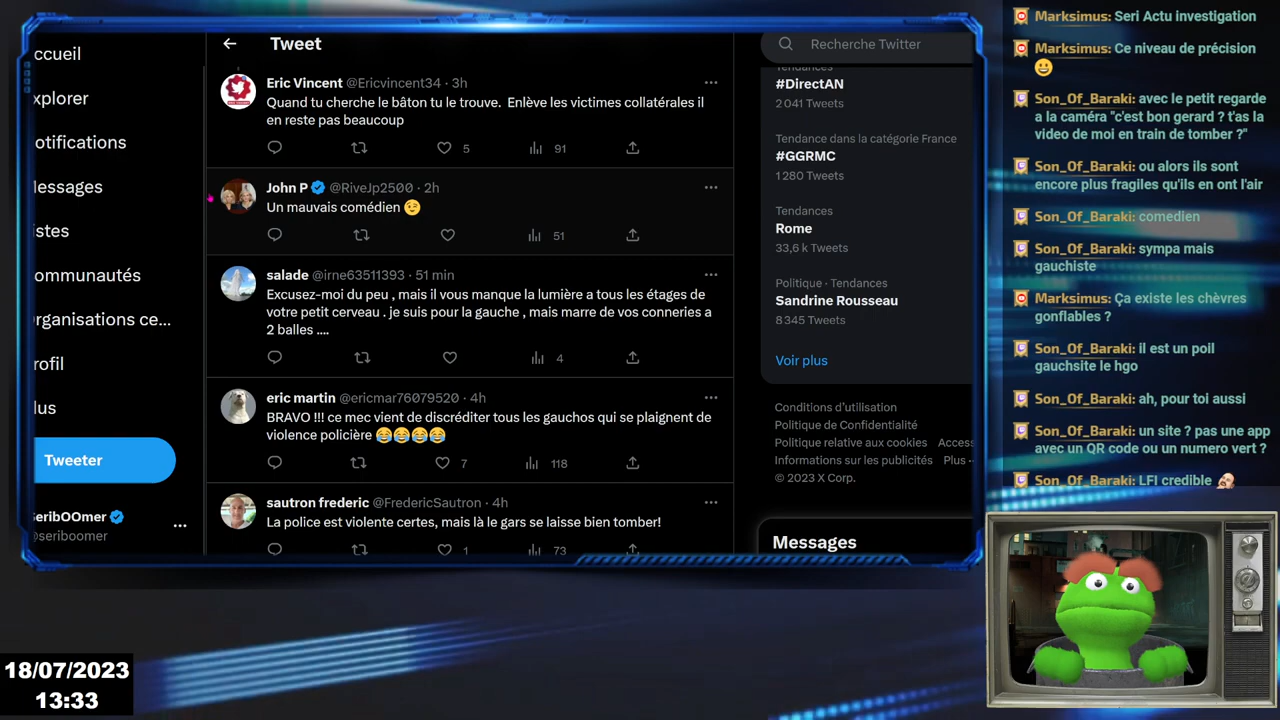 ccueil
xplorer
otifications
essages
istes
ommunautés
rganisations ce...
rofil
lus
Tweeter
SeribOOmer
@seriboomer
...
Tweet
Eric Vincent @Ericvincent34 · 3h
Quand tu cherche le bâton tu le trouve. Enlève les victimes collatérales il
en reste pas beaucoup
5
91
John P @RiveJp2500 · 2h
Un mauvais comédien 😉
51
salade @irne63511393 · 51 min
Excusez-moi du peu , mais il vous manque la lumière a tous les étages de
votre petit cerveau . je suis pour la gauche , mais marre de vos conneries a
2 balles ....
4
eric martin @ericmar76079520 · 4h
BRAVO !!! ce mec vient de discréditer tous les gauchos qui se plaignent de
violence policière 😂😂😂😂
7
118
sautron frederic @FredericSautron · 4h
La police est violente certes, mais là le gars se laisse bien tomber!
1
73
Recherche Twitter
Tendances
#DirectAN
2 041 Tweets
Tendance dans la catégorie France
#GGRMC
1 280 Tweets
Tendances
Rome
33,6 k Tweets
Politique · Tendances
Sandrine Rousseau
8 345 Tweets
Voir plus
Conditions d'utilisation
Politique de Confidentialité
Politique relative aux cookies Access
Informations sur les publicités Plus ··
© 2023 X Corp.
Messages
Marksimus: Seri Actu investigation
Marksimus: Ce niveau de précision
😀
Son_Of_Baraki: avec le petit regarde
a la caméra "c'est bon gerard ? t'as la
video de moi en train de tomber ?"
Son_Of_Baraki: ou alors ils sont
encore plus fragiles qu'ils en ont l'air
Son_Of_Baraki: comedien
Son_Of_Baraki: sympa mais
gauchiste
Marksimus: Ça existe les chèvres
gonflables ?
Son_Of_Baraki: il est un poil
gauchsite le hgo
Son_Of_Baraki: ah, pour toi aussi
Son_Of_Baraki: un site ? pas une app
avec un QR code ou un numero vert ?
Son_Of_Baraki: LFI credible
18/07/2023
13:33